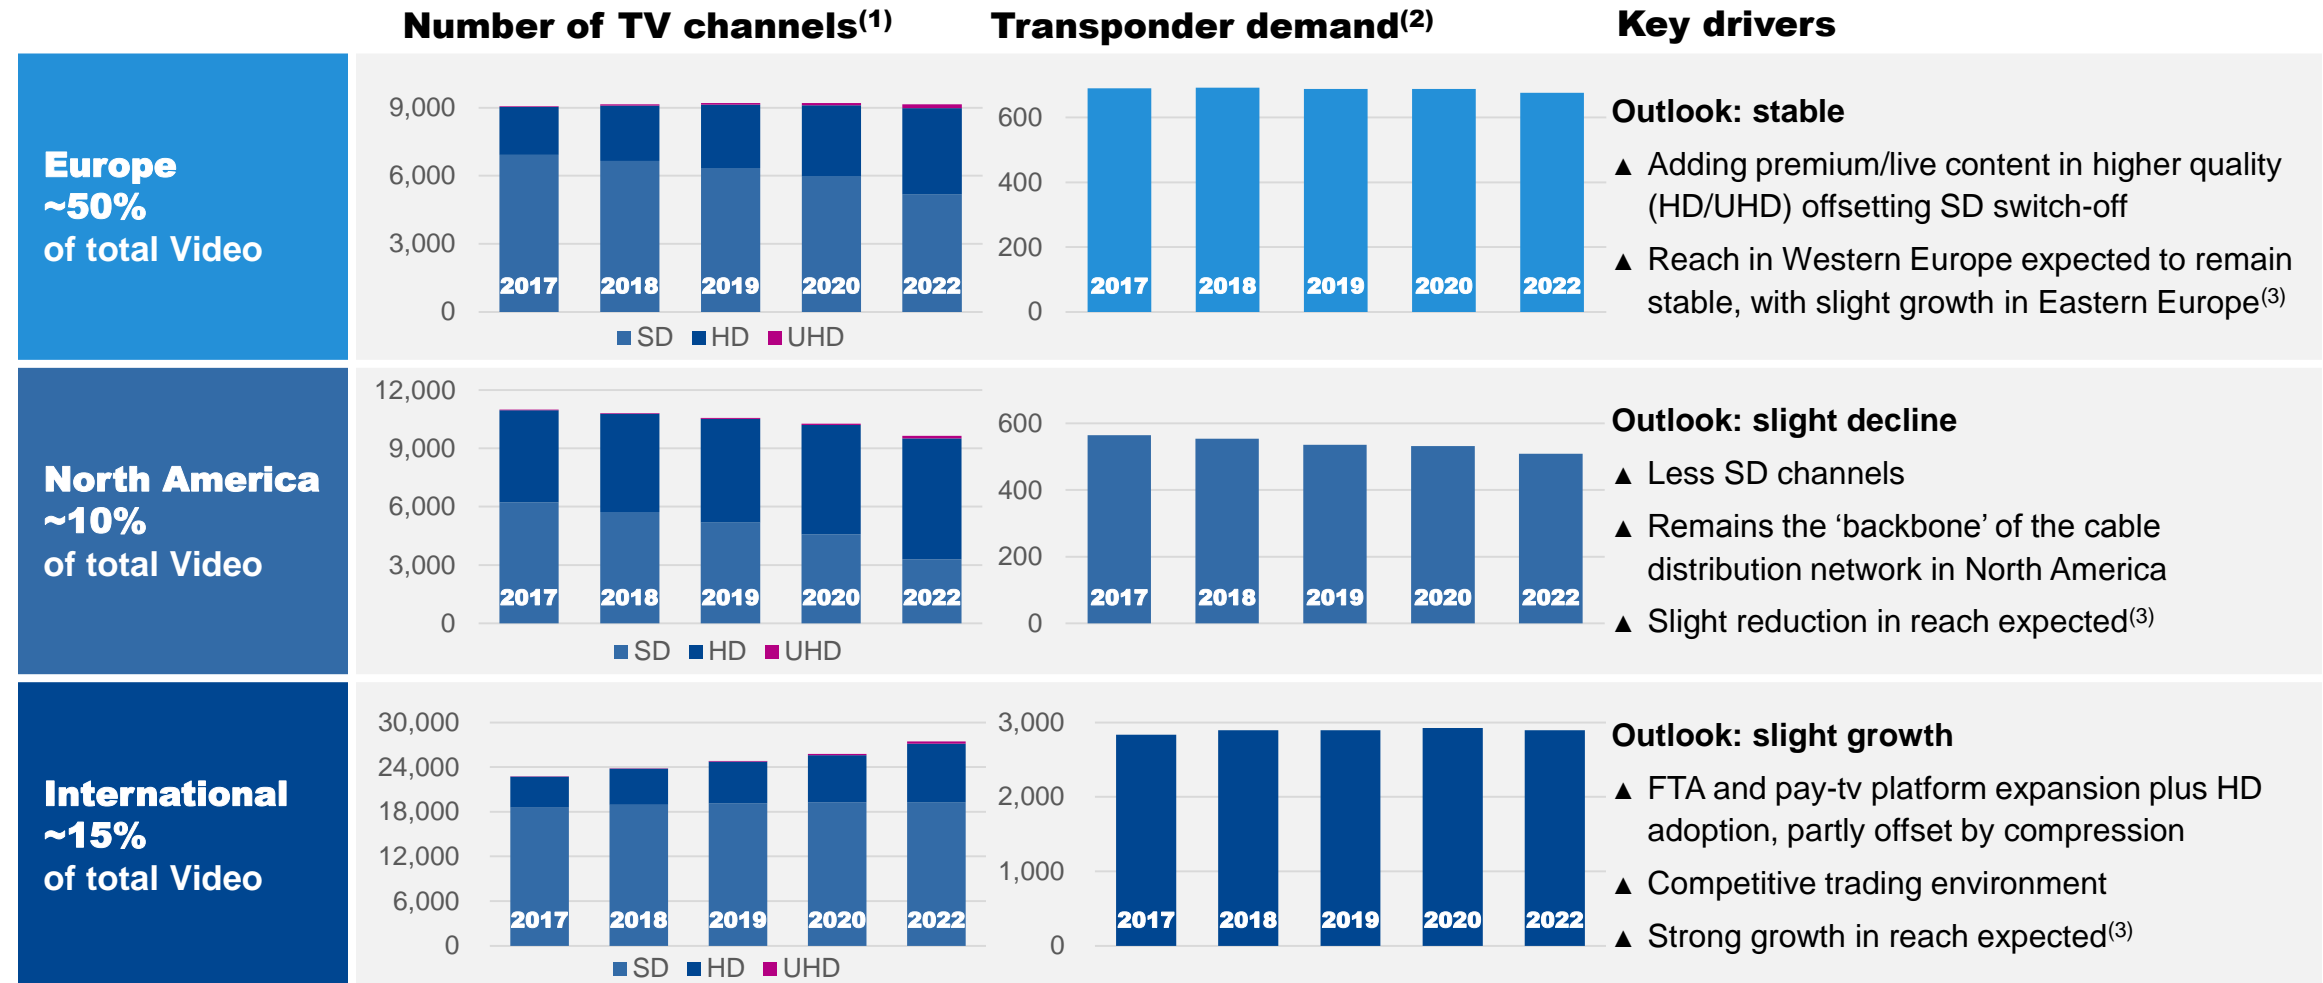 Number of TV channels(1)
Transponder demand(2)
Key drivers
Europe
~50%
of total Video
9,000
6,000
3,000
0
2017 2018 2019 2020 2022
SD HD UHD
600
400
200
0
2017 2018 2019 2020 2022
Outlook: stable
▲ Adding premium/live content in higher quality
(HD/UHD) offsetting SD switch-off
▲ Reach in Western Europe expected to remain
stable, with slight growth in Eastern Europe(3)
North America
~10%
of total Video
12,000
9,000
6,000
3,000
0
2017 2018 2019 2020 2022
SD HD UHD
600
400
200
0
2017 2018 2019 2020 2022
Outlook: slight decline
▲ Less SD channels
▲ Remains the ‘backbone’ of the cable
distribution network in North America
▲ Slight reduction in reach expected(3)
International
~15%
of total Video
30,000
24,000
18,000
12,000
6,000
0
2017 2018 2019 2020 2022
SD HD UHD
3,000
2,000
1,000
0
2017 2018 2019 2020 2022
Outlook: slight growth
▲ FTA and pay-tv platform expansion plus HD
adoption, partly offset by compression
▲ Competitive trading environment
▲ Strong growth in reach expected(3)